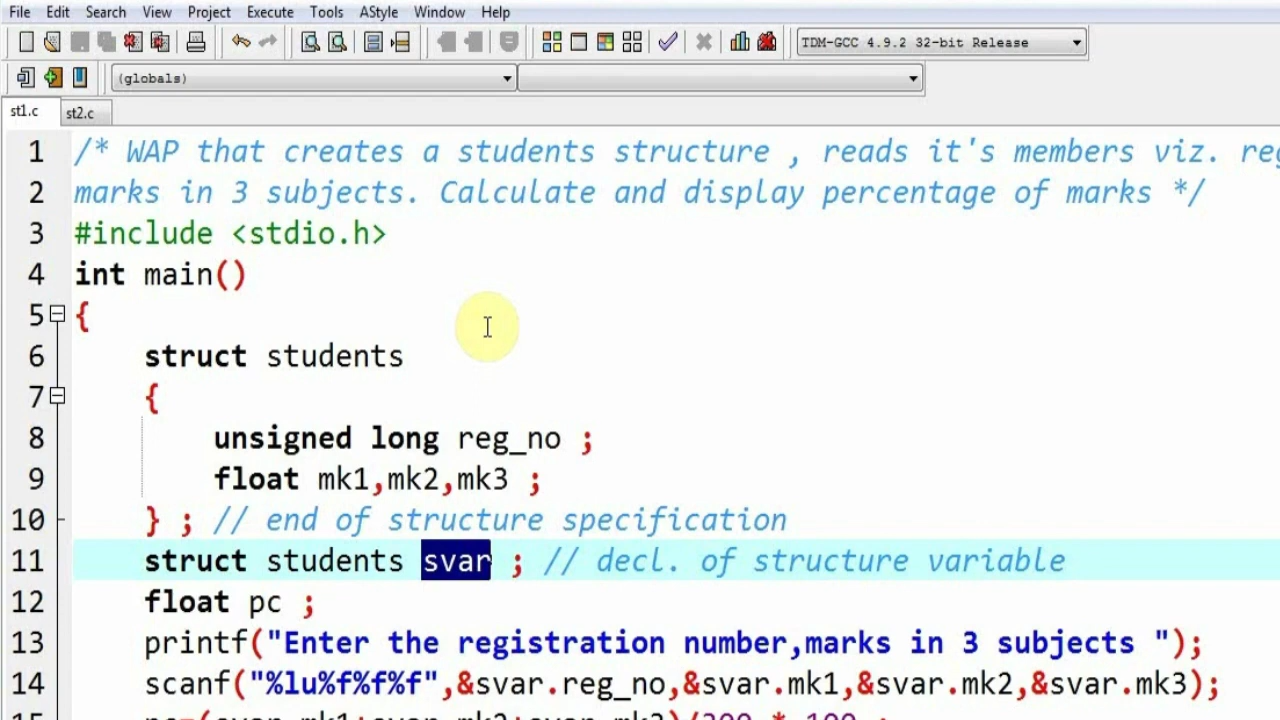 File Edit Search View Project Execute Tools AStyle Window Help
TDM-GCC 4.9.2 32-bit Release
(globals)
st1.c st2.c
1 /* WAP that creates a students structure , reads it's members viz. reg
2 marks in 3 subjects. Calculate and display percentage of marks */
3 #include <stdio.h>
4 int main()
5 {
6 struct students
7 {
8 unsigned long reg_no ;
9 float mk1,mk2,mk3 ;
10 } ; // end of structure specification
11 struct students svar ; // decl. of structure variable
12 float pc ;
13 printf("Enter the registration number,marks in 3 subjects ");
14 scanf("%lu%f%f%f",&svar.reg_no,&svar.mk1,&svar.mk2,&svar.mk3);